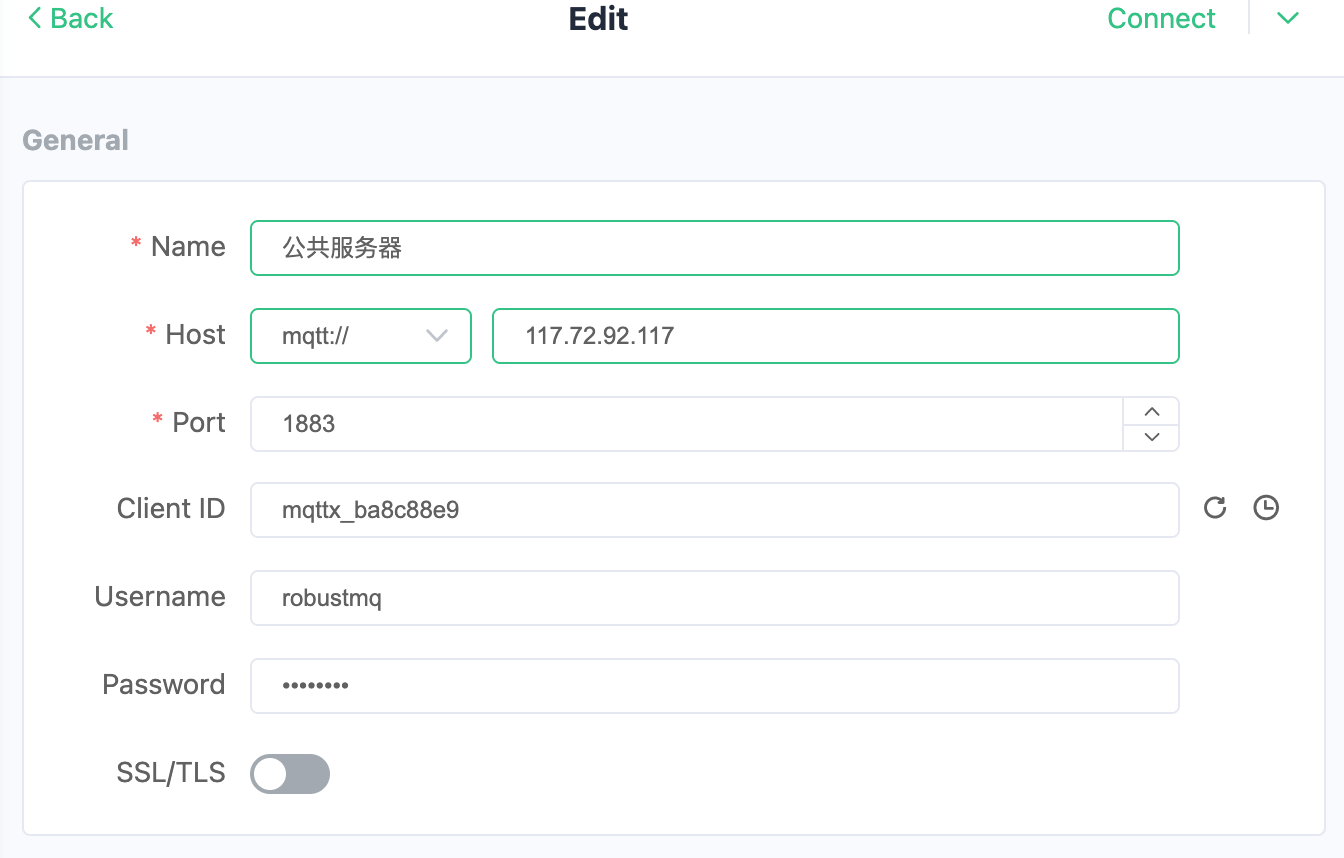 Back Edit Connect
General
* Name 公共服务器
* Host mqtt:// 117.72.92.117
* Port 1883
Client ID mqttx_ba8c88e9
Username robustmq
Password ••••••••
SSL/TLS